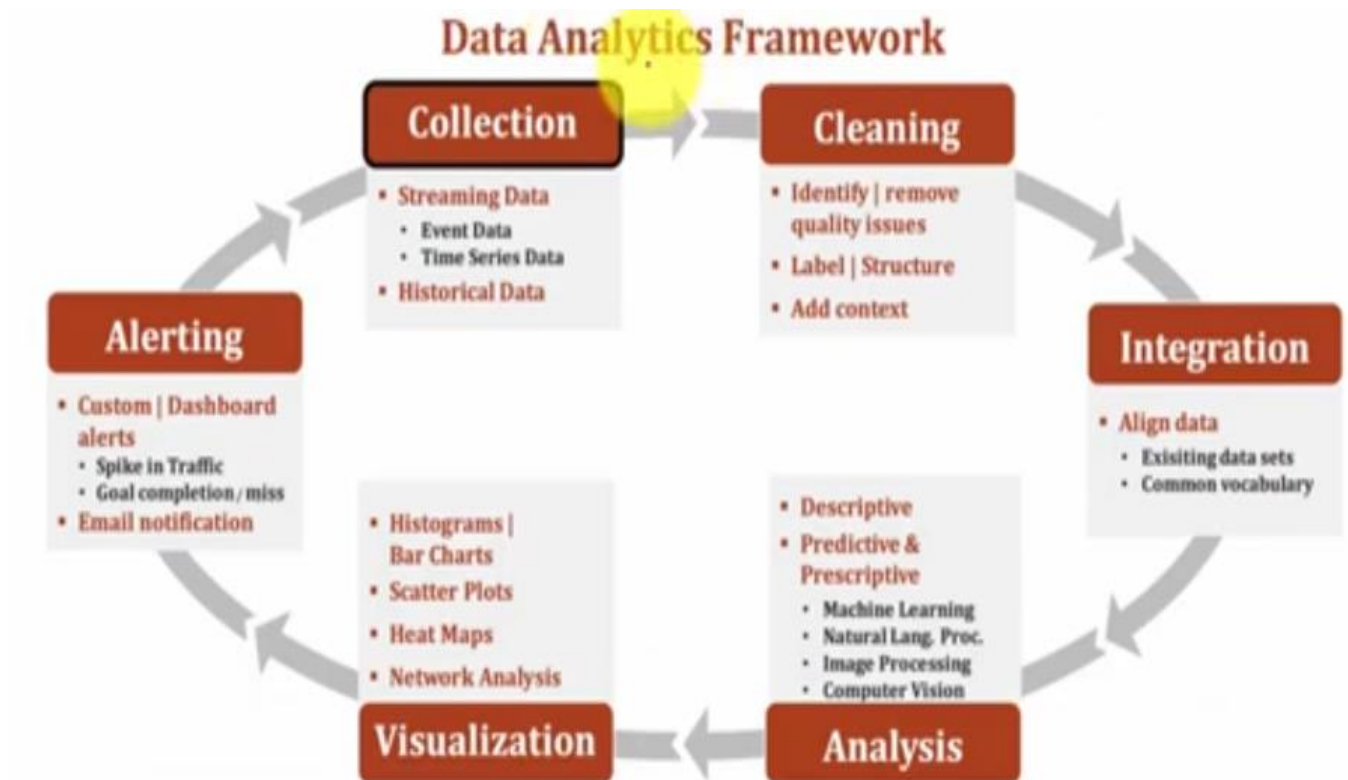 Data Analytics Framework
Collection
Streaming Data
Event Data
Time Series Data
Historical Data
Cleaning
Identify | remove
quality issues
Label | Structure
Add context
Integration
Align data
Exisiting data sets
Common vocabulary
Descriptive
Predictive &
Prescriptive
Machine Learning
Natural Lang. Proc.
Image Processing
Computer Vision
Analysis
Histograms |
Bar Charts
Scatter Plots
Heat Maps
Network Analysis
Visualization
Alerting
Custom | Dashboard
alerts
Spike in Traffic
Goal completion / miss
Email notification